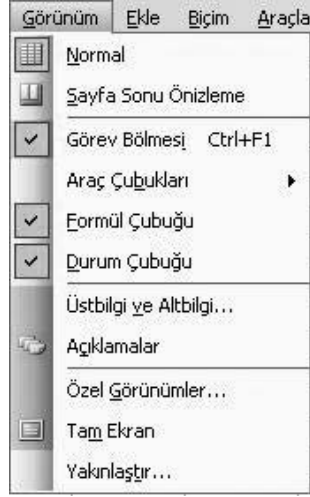 Görünüm Ekle Biçim Araçla
Normal
Sayfa Sonu Önizleme
Görev Bölmesi Ctrl+F1
Araç Çubukları
Formül Çubuğu
Durum Çubuğu
Üstbilgi ve Altbilgi...
Açıklamalar
Özel Görünümler...
Tam Ekran
Yakınlaştır...